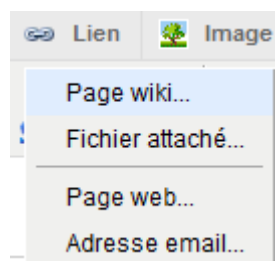 Lien Image
Page wiki...
Fichier attaché...
Page web...
Adresse email...